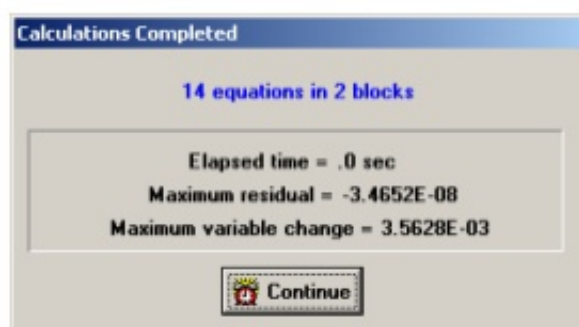 Calculations Completed
14 equations in 2 blocks
Elapsed time = .0 sec
Maximum residual = -3.4652E-08
Maximum variable change = 3.5628E-03
Continue